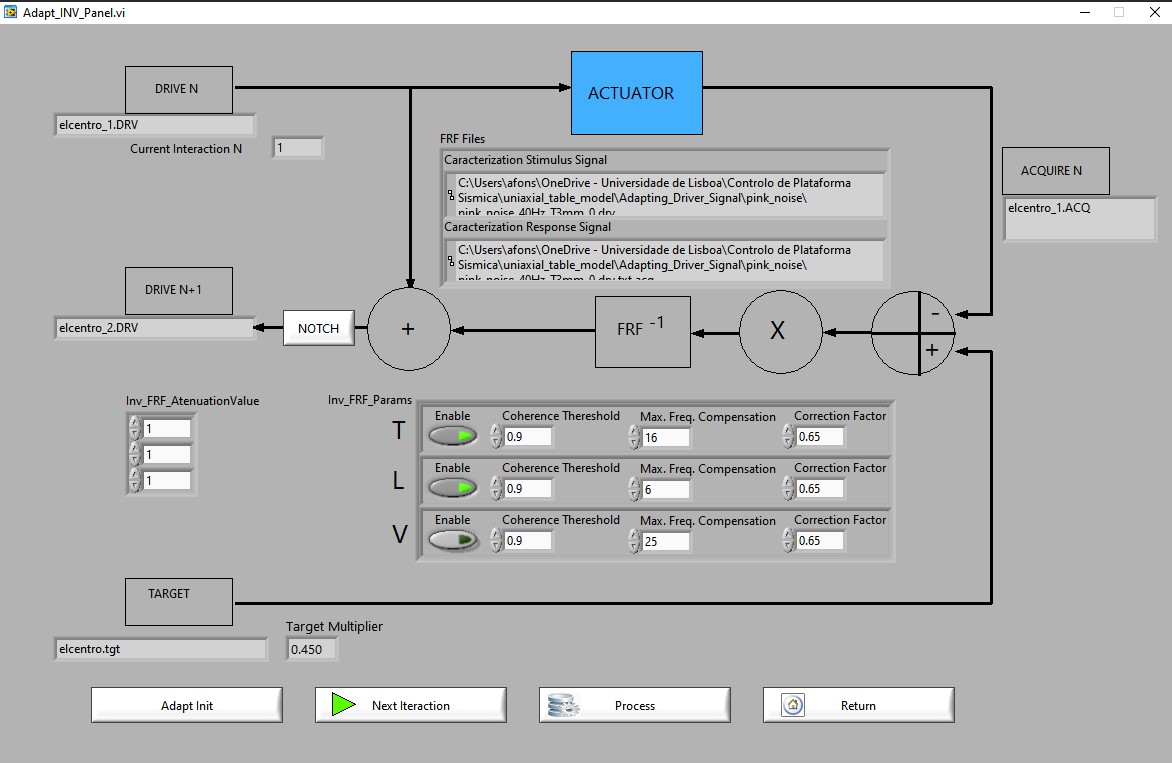 Adapt_INV_Panel.vi
DRIVE N
elcentro_1.DRV
Current Interaction N
1
ACTUATOR
FRF Files
Caracterization Stimulus Signal
C:\Users\afons\OneDrive - Universidade de Lisboa\Controlo de Plataforma
Sismica\uniaxial_table_model\Adapting_Driver_Signal\pink_noise\
pink_noise_40Hz_T3mm_0.drv
Caracterization Response Signal
C:\Users\afons\OneDrive - Universidade de Lisboa\Controlo de Plataforma
Sismica\uniaxial_table_model\Adapting_Driver_Signal\pink_noise\
pink_noise_40Hz_T3mm_0.drv.txt.acq
ACQUIRE N
elcentro_1.ACQ
DRIVE N+1
elcentro_2.DRV
NOTCH
+
FRF -1
X
-
+
Inv_FRF_AtenuationValue
1
1
1
Inv_FRF_Params
T
Enable
Coherence Thereshold
Max. Freq. Compensation
Correction Factor
0.9
16
0.65
L
Enable
Coherence Thereshold
Max. Freq. Compensation
Correction Factor
0.9
6
0.65
V
Enable
Coherence Thereshold
Max. Freq. Compensation
Correction Factor
0.9
25
0.65
TARGET
elcentro.tgt
Target Multiplier
0.450
Adapt Init
Next Iteraction
Process
Return